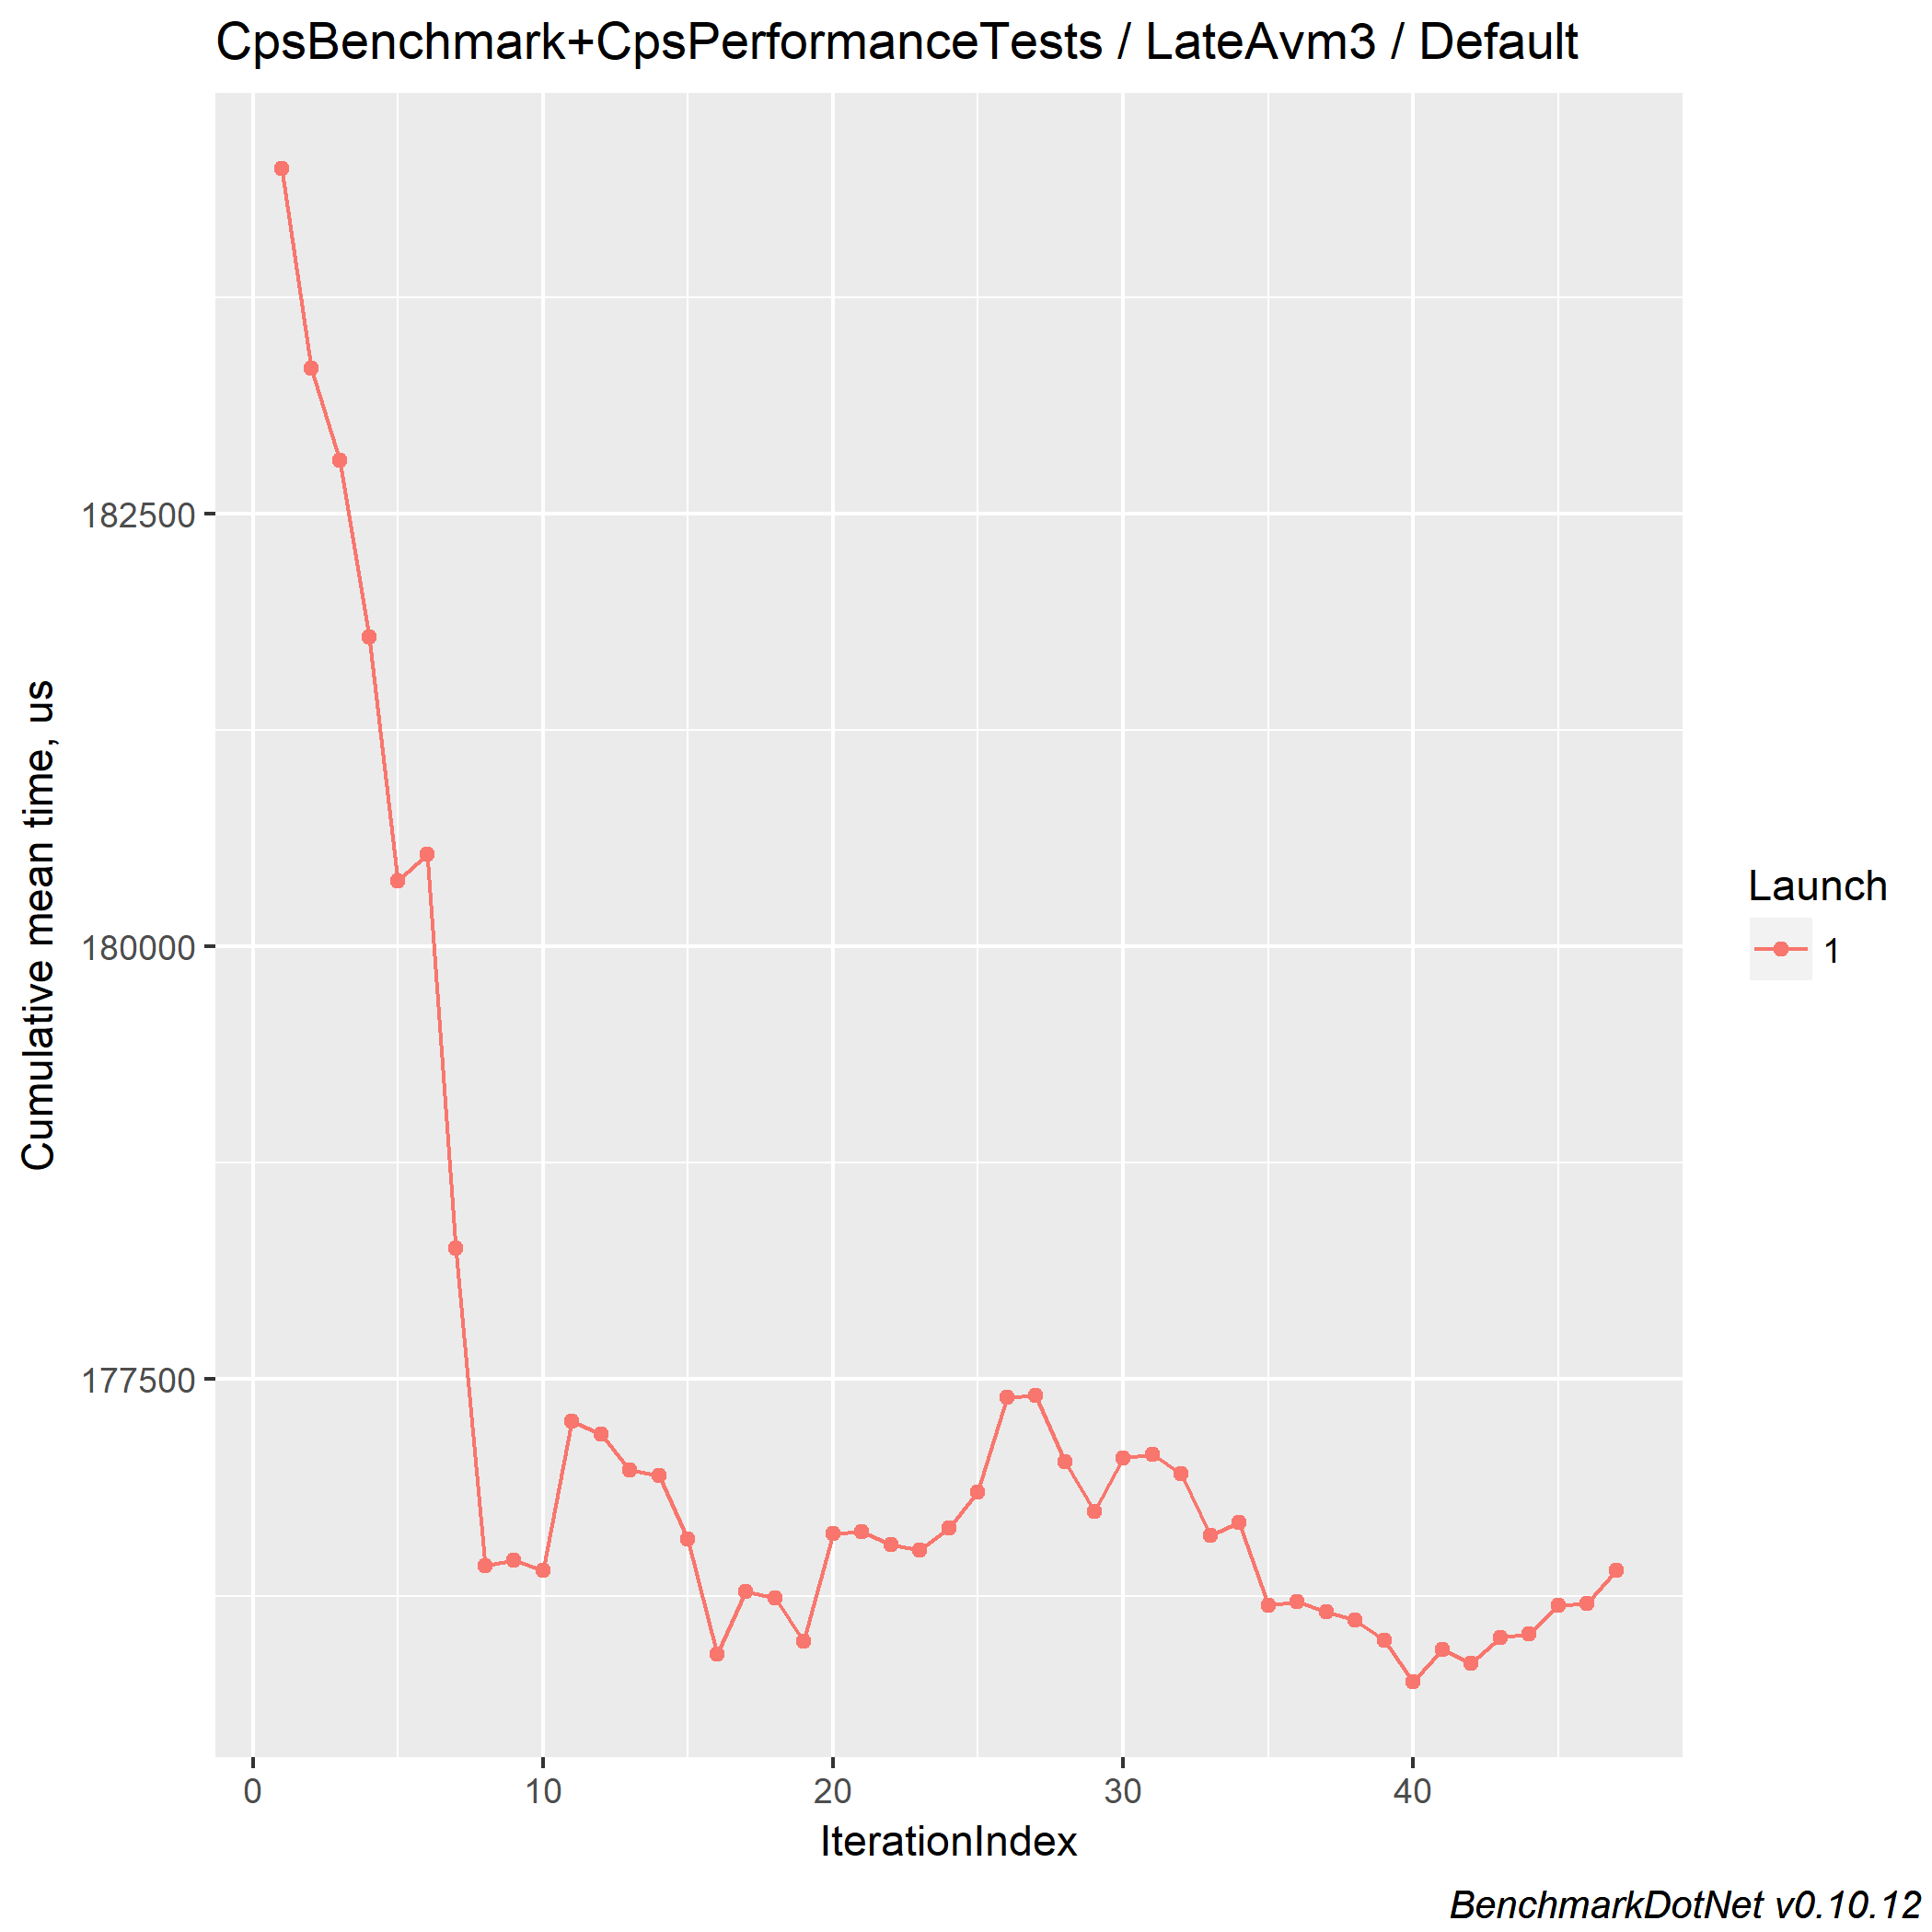 CpsBenchmark+CpsPerformanceTests / LateAvm3 / Default
Cumulative mean time, us
182500
180000
177500
0 10 20 30 40
IterationIndex
Launch
1
BenchmarkDotNet v0.10.12